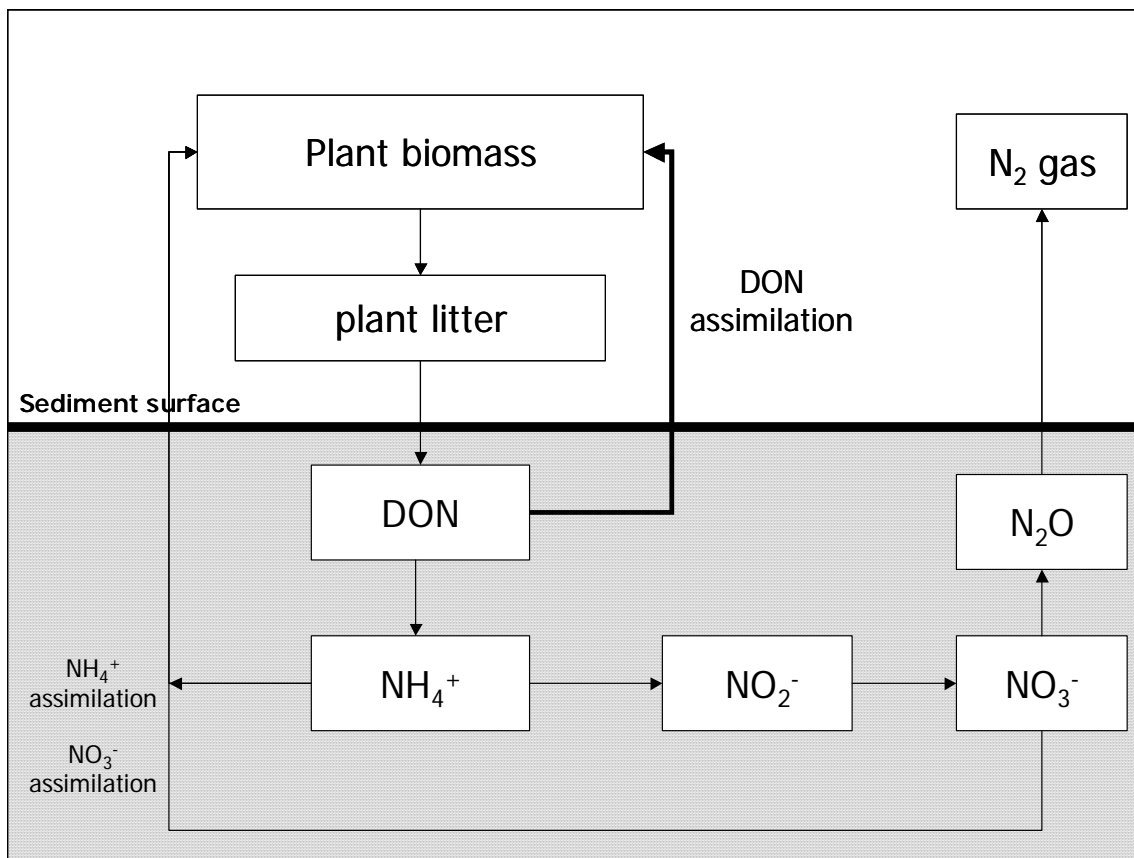 Plant biomass
N₂ gas
plant litter
DON
assimilation
Sediment surface
DON
N₂O
NH₄⁺
assimilation
NH₄⁺
NO₂⁻
NO₃⁻
NO₃⁻
assimilation